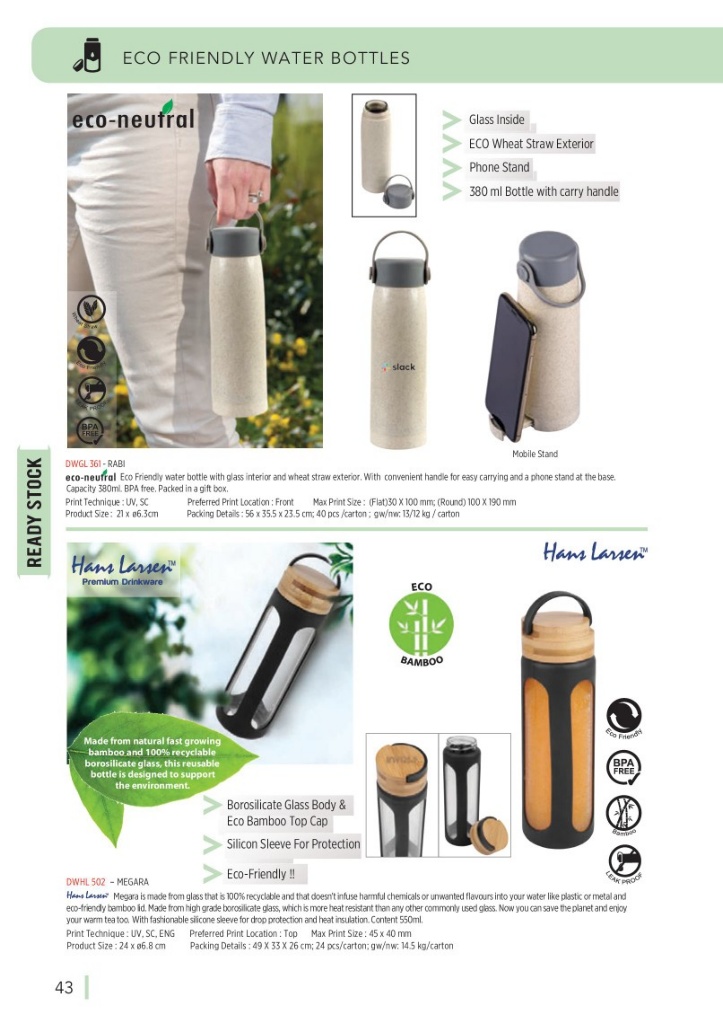 ECO FRIENDLY WATER BOTTLES
eco-neutral
Glass Inside
ECO Wheat Straw Exterior
Phone Stand
380 ml Bottle with carry handle
BPA
FREE
slack
Mobile Stand
READY STOCK
DWGL 361 - RABI
eco-neutral Eco Friendly water bottle with glass interior and wheat straw exterior. With convenient handle for easy carrying and a phone stand at the base.
Capacity 380ml. BPA free. Packed in a gift box.
Print Technique : UV, SC Preferred Print Location : Front Max Print Size : (Flat)30 X 100 mm; (Round) 100 X 190 mm
Product Size : 21 x ø6.3cm Packing Details : 56 x 35.5 x 23.5 cm; 40 pcs /carton ; gw/nw: 13/12 kg / carton
Hans Larsen™
Premium Drinkware
Hans Larsen™
ECO
BAMBOO
Eco Friendly
BPA
FREE
Bamboo
LEAK PROOF
Made from natural fast growing
bamboo and 100% recyclable
borosilicate glass, this reusable
bottle is designed to support
the environment.
Borosilicate Glass Body &
Eco Bamboo Top Cap
Silicon Sleeve For Protection
Eco-Friendly !!
DWHL 502 – MEGARA
Hans Larsen Megara is made from glass that is 100% recyclable and that doesn't infuse harmful chemicals or unwanted flavours into your water like plastic or metal and
eco-friendly bamboo lid. Made from high grade borosilicate glass, which is more heat resistant than any other commonly used glass. Now you can save the planet and enjoy
your warm tea too. With fashionable silicone sleeve for drop protection and heat insulation. Content 550ml.
Print Technique : UV, SC, ENG Preferred Print Location : Top Max Print Size : 45 x 40 mm
Product Size : 24 x ø6.8 cm Packing Details : 49 X 33 X 26 cm; 24 pcs/carton; gw/nw: 14.5 kg/carton
43